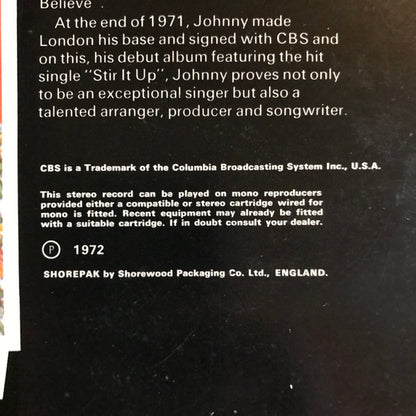 Believe".
At the end of 1971, Johnny made
London his base and signed with CBS and
on this, his debut album featuring the hit
single "Stir It Up", Johnny proves not only
to be an exceptional singer but also a
talented arranger, producer and songwriter.
CBS is a Trademark of the Columbia Broadcasting System Inc., U.S.A.
This stereo record can be played on mono reproducers
provided either a compatible or stereo cartridge wired for
mono is fitted. Recent equipment may already be fitted
with a suitable cartridge. If in doubt consult your dealer.
Ⓟ 1972
SHOREPAK by Shorewood Packaging Co. Ltd., ENGLAND.